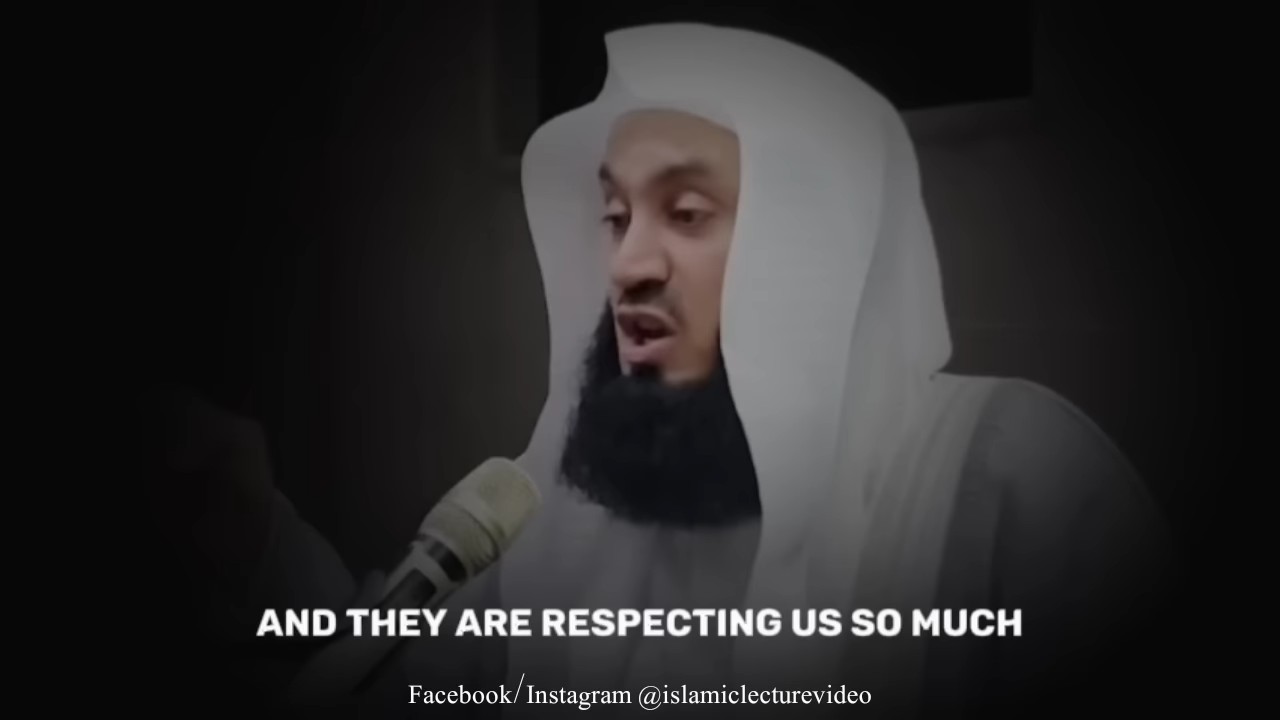 AND THEY ARE RESPECTING US SO MUCH
Facebook/Instagram @islamiclecturevideo